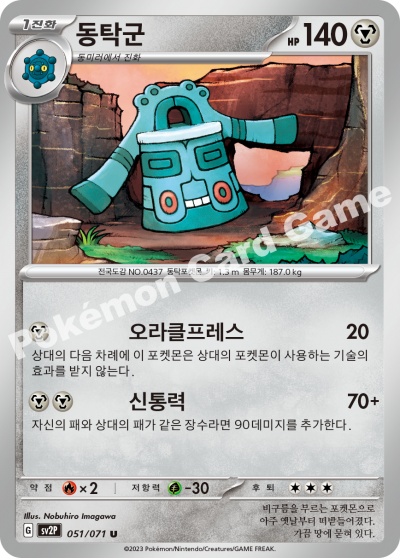 1진화
동탁군
HP 140
동미러에서 진화
전국도감 NO.0437 동탁포켓몬 키: 1.3 m 몸무게: 187.0 kg
Pokémon Card Game
오라클프레스 20
상대의 다음 차례에 이 포켓몬은 상대의 포켓몬이 사용하는 기술의
효과를 받지 않는다.
신통력 70+
자신의 패와 상대의 패가 같은 장수라면 90데미지를 추가한다.
약점 ×2 저항력 -30 후퇴
Illus. Nobuhiro Imagawa
G SV2P 051/071 U
비구름을 부르는 포켓몬으로
아주 옛날부터 떠받들어졌다.
가끔 땅에 묻혀 있다.
©2023 Pokémon/Nintendo/Creatures/GAME FREAK.